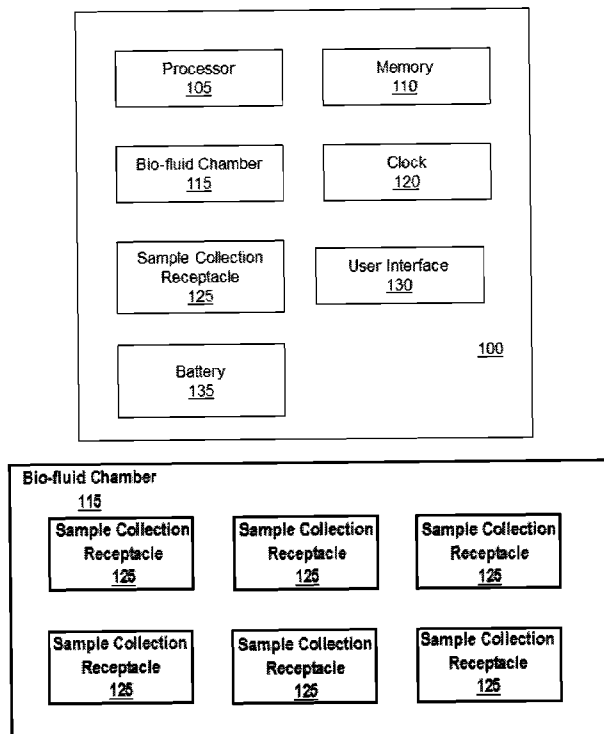 Processor
105
Memory
110
Bio-fluid Chamber
115
Clock
120
Sample Collection
Receptacle
125
User Interface
130
Battery
135
100
Bio-fluid Chamber
115
Sample Collection
Receptacle
125
Sample Collection
Receptacle
125
Sample Collection
Receptacle
125
Sample Collection
Receptacle
125
Sample Collection
Receptacle
125
Sample Collection
Receptacle
125